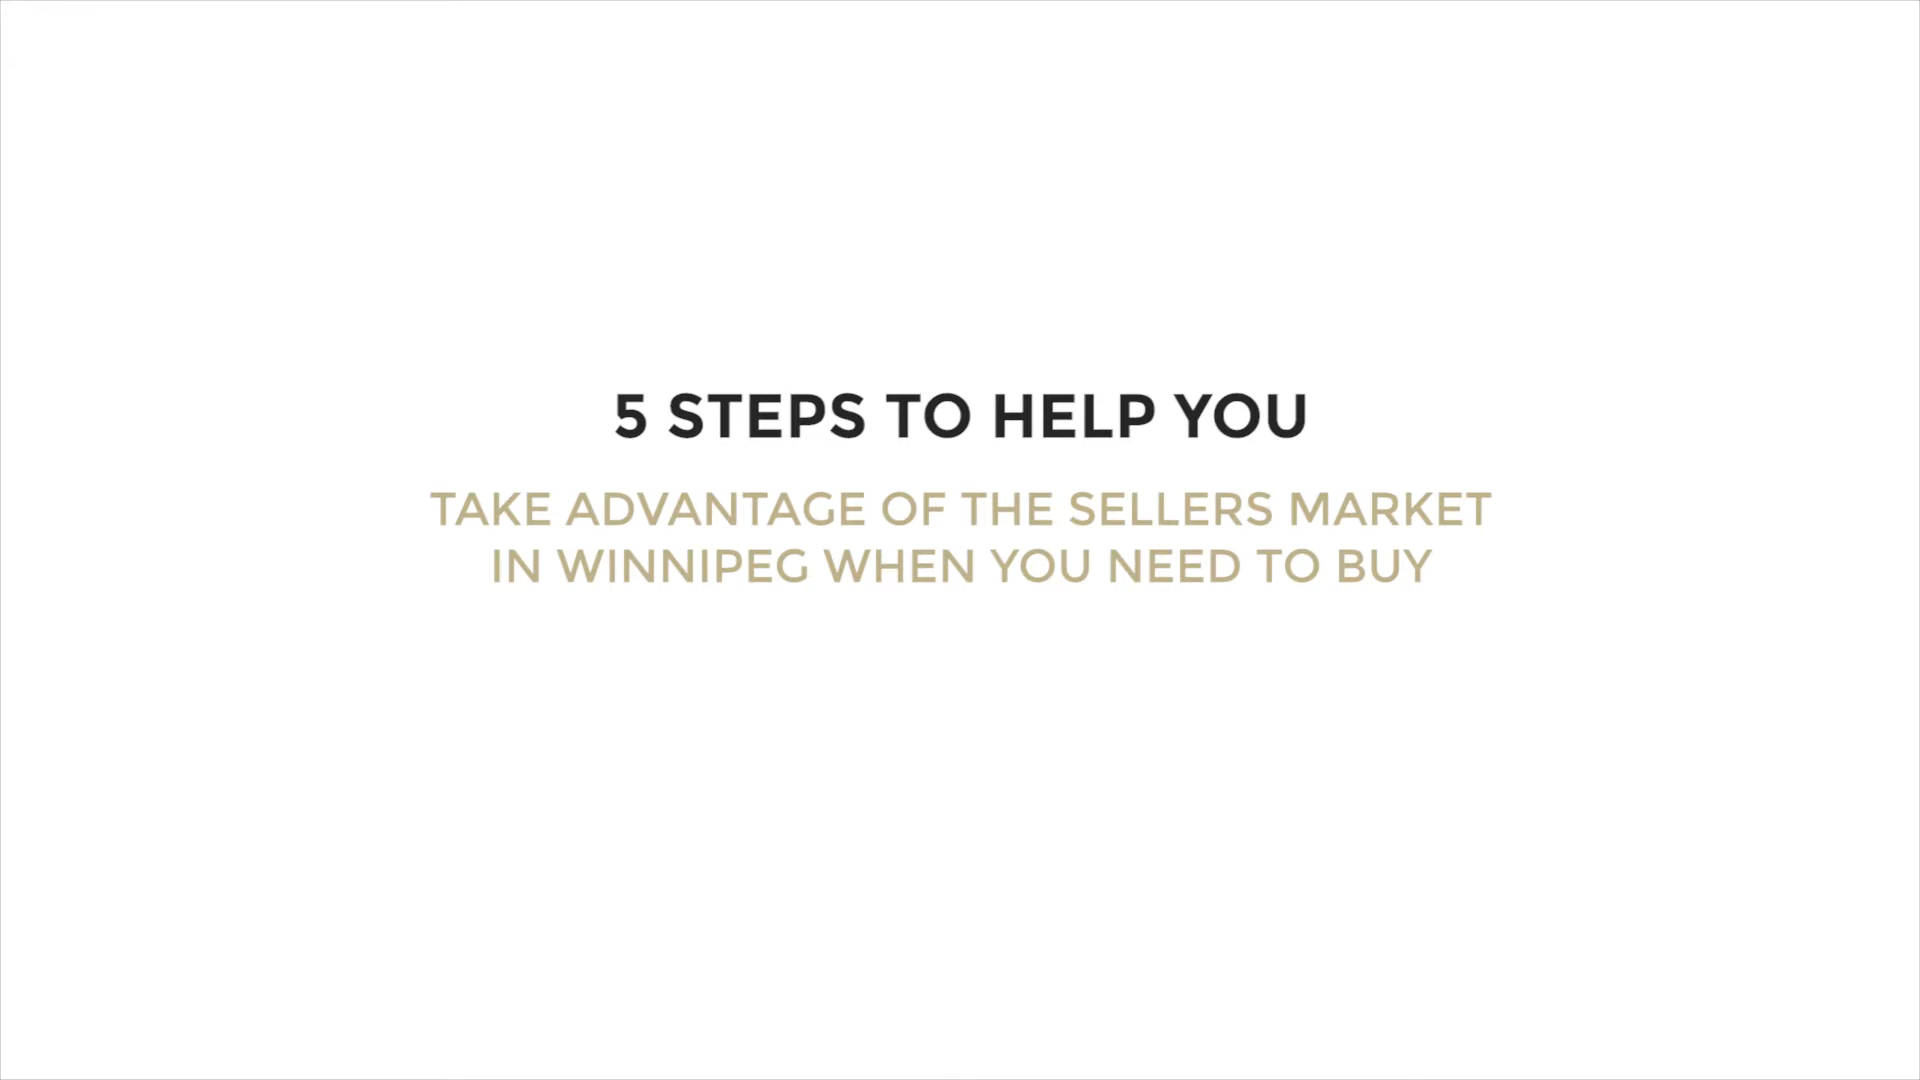 5 STEPS TO HELP YOU
TAKE ADVANTAGE OF THE SELLERS MARKET
IN WINNIPEG WHEN YOU NEED TO BUY